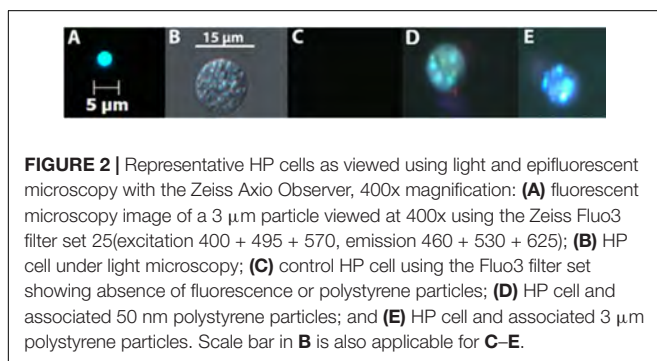 A B 15 µm C D E
5 µm
FIGURE 2 | Representative HP cells as viewed using light and epifluorescent
microscopy with the Zeiss Axio Observer, 400x magnification: (A) fluorescent
microscopy image of a 3 µm particle viewed at 400x using the Zeiss Fluo3
filter set 25(excitation 400 + 495 + 570, emission 460 + 530 + 625); (B) HP
cell under light microscopy; (C) control HP cell using the Fluo3 filter set
showing absence of fluorescence or polystyrene particles; (D) HP cell and
associated 50 nm polystyrene particles; and (E) HP cell and associated 3 µm
polystyrene particles. Scale bar in B is also applicable for C–E.